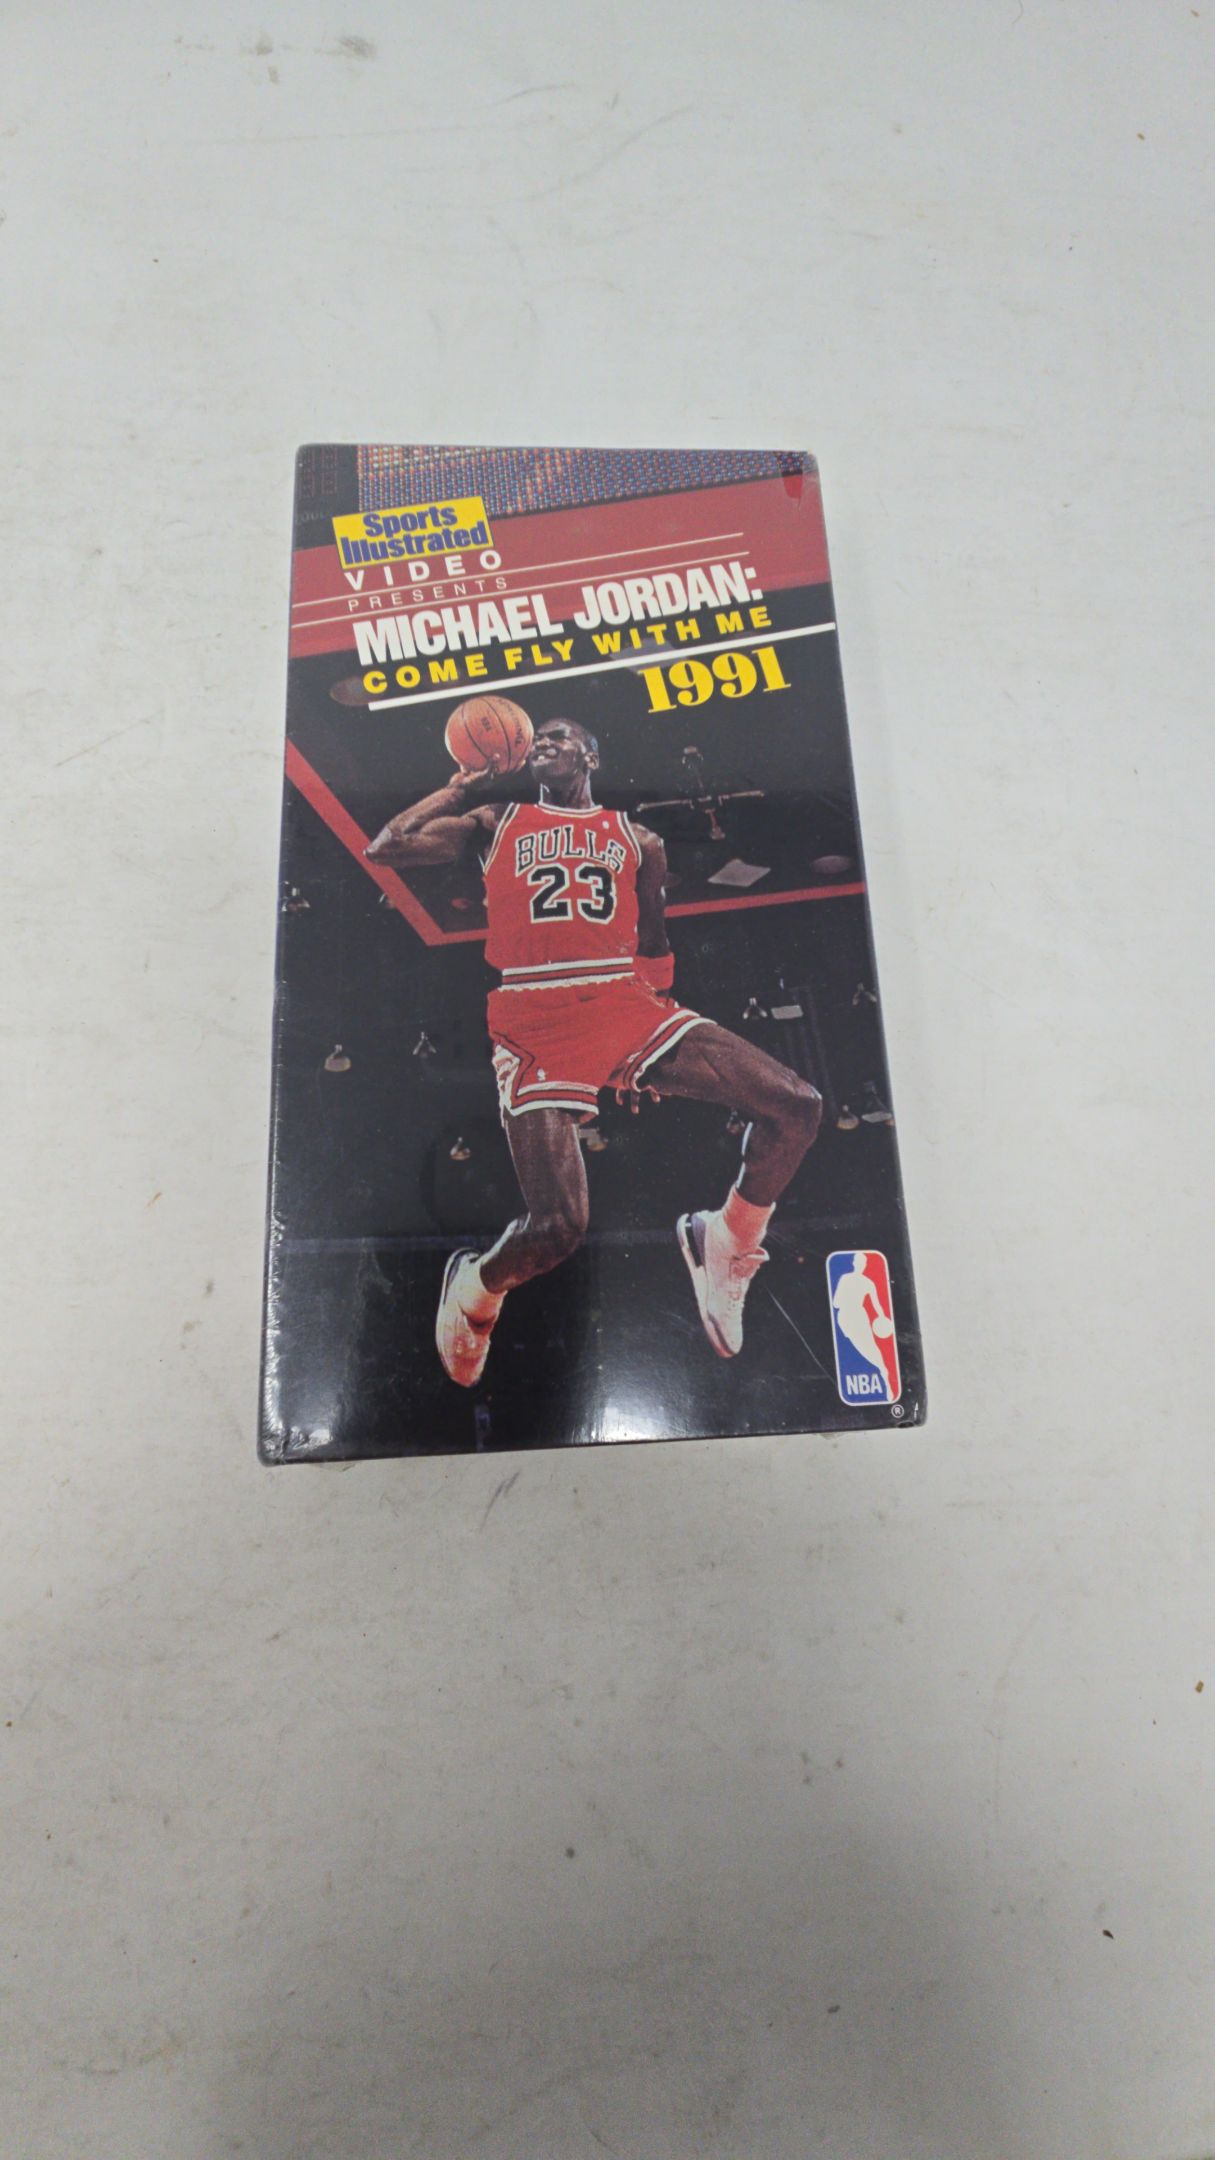 Sports
Illustrated
VIDEO
PRESENTS
MICHAEL JORDAN:
COME FLY WITH ME
1991
BULLS
23
NBA
®